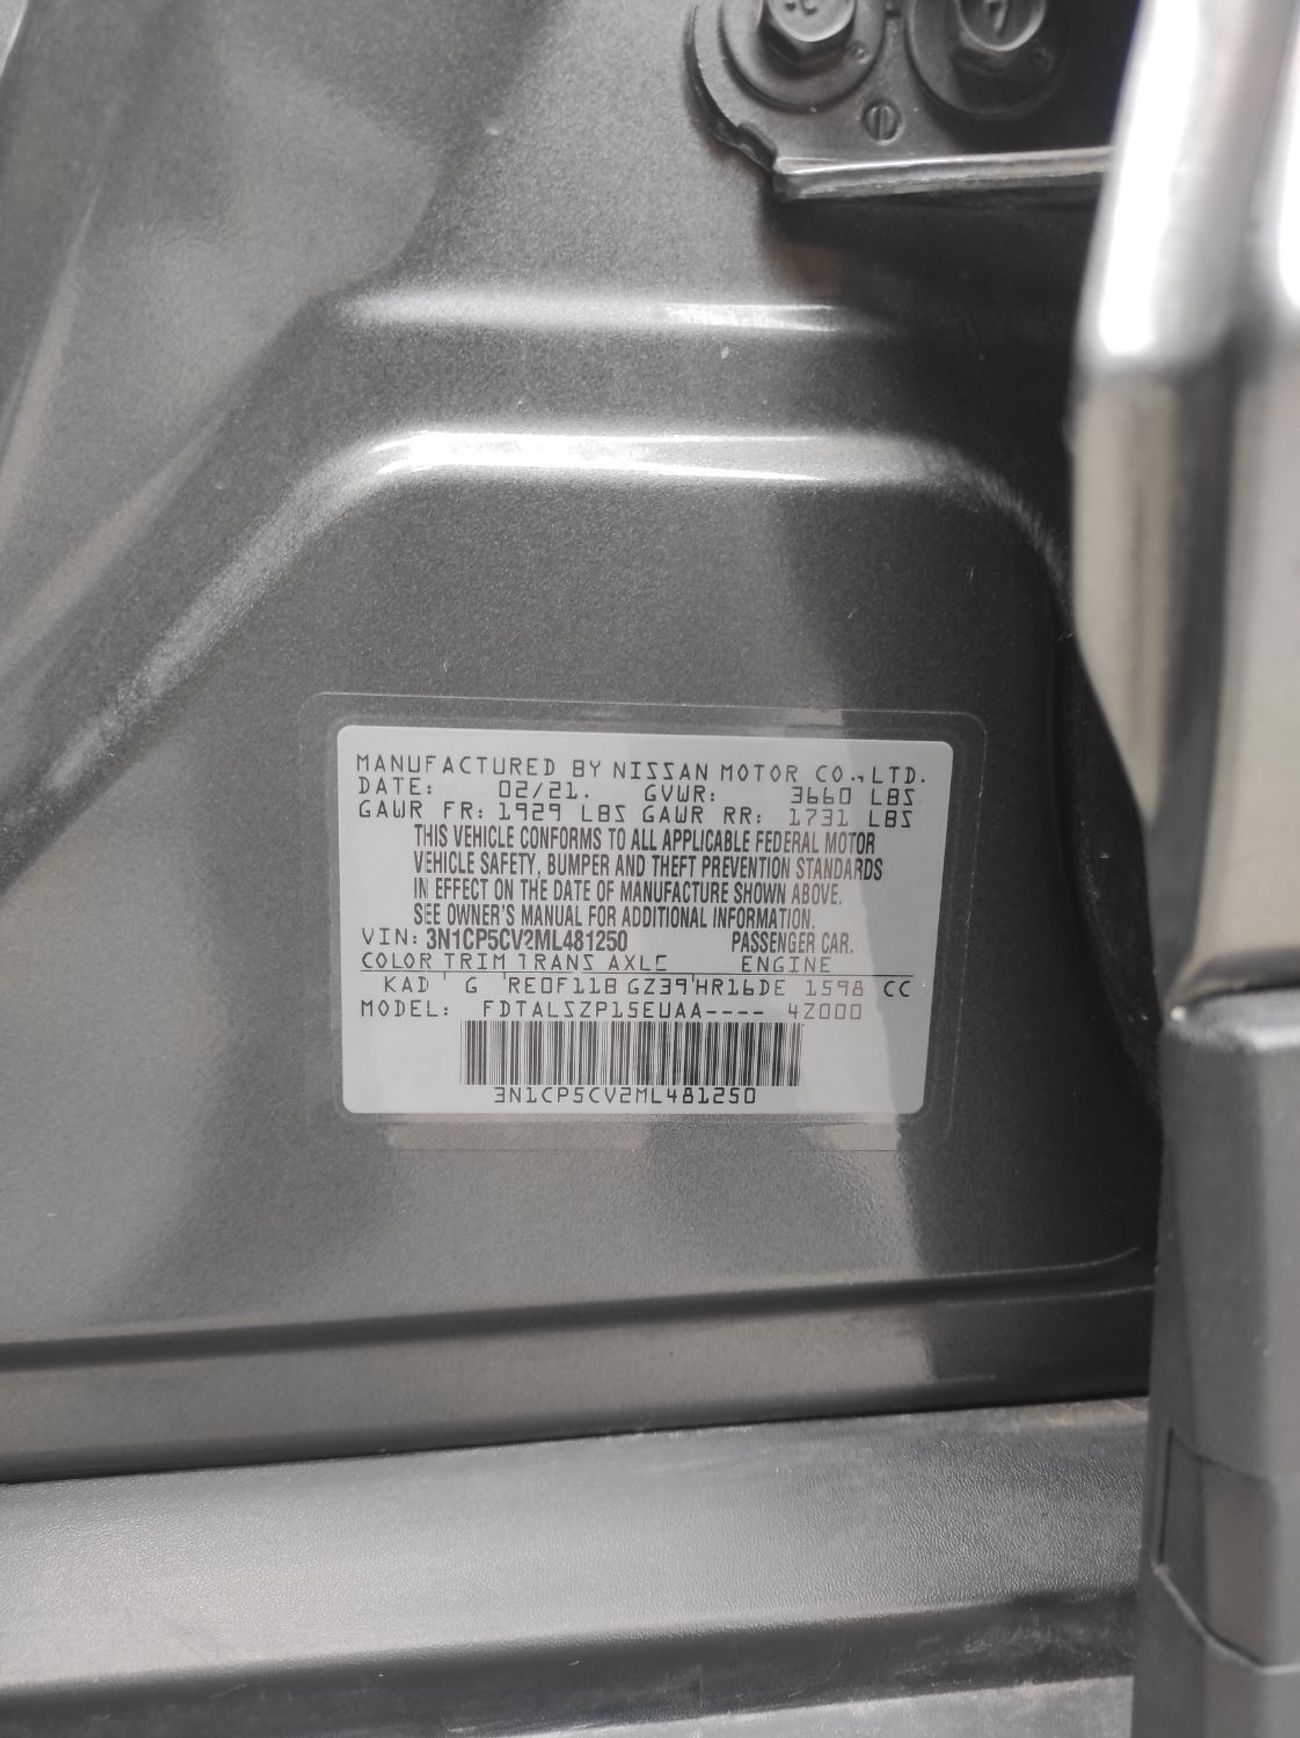 MANUFACTURED BY NISSAN MOTOR CO., LTD.
DATE: 02/21. GVWR: 3660 LBS
GAWR FR: 1929 LBS GAWR RR: 1731 LBS
THIS VEHICLE CONFORMS TO ALL APPLICABLE FEDERAL MOTOR
VEHICLE SAFETY, BUMPER AND THEFT PREVENTION STANDARDS
IN EFFECT ON THE DATE OF MANUFACTURE SHOWN ABOVE.
SEE OWNER'S MANUAL FOR ADDITIONAL INFORMATION.
VIN: 3N1CP5CV2ML481250 PASSENGER CAR.
COLOR TRIM TRANS AXLE ENGINE
KAD G RE0F11B GZ39 HR16DE 1598 CC
MODEL: FDTALSZP15EUAA---- 4Z000
3N1CP5CV2ML481250